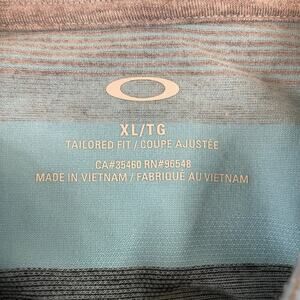 XL/TG
TAILORED FIT / COUPE AJUSTÉE
CA#35460 RN#96548
MADE IN VIETNAM / FABRIQUÉ AU VIETNAM